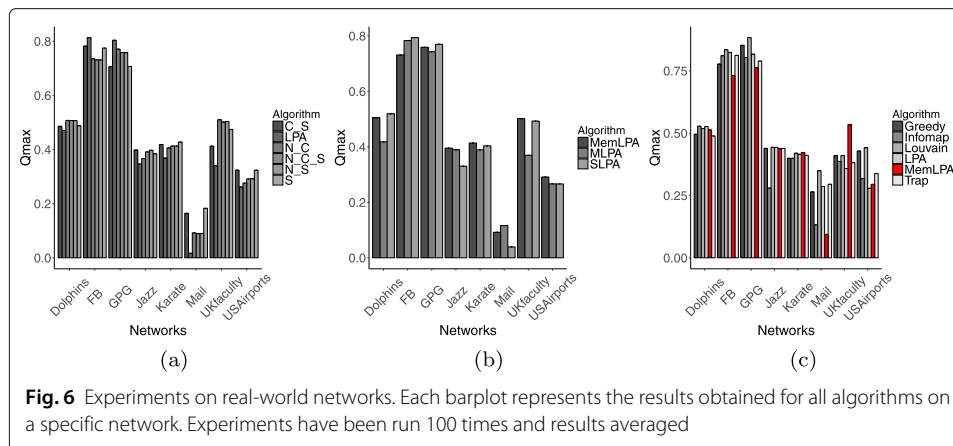 0.8
0.6
0.4
0.2
0.0
Qmax
Dolphins
FB
GPG
Jazz
Karate
Mail
UKfaculty
USAirports
Networks
Algorithm
C_S
LPA
N_C
N_C_S
N_S
S
(a)
0.8
0.6
0.4
0.2
0.0
Qmax
Dolphins
FB
GPG
Jazz
Karate
Mail
UKfaculty
USAirports
Networks
Algorithm
MemLPA
MLPA
SLPA
(b)
0.75
0.50
0.25
0.00
Qmax
Dolphins
FB
GPG
Jazz
Karate
Mail
UKfaculty
USAirports
Networks
Algorithm
Greedy
Infomap
Louvain
LPA
MemLPA
Trap
(c)
Fig. 6 Experiments on real-world networks. Each barplot represents the results obtained for all algorithms on
a specific network. Experiments have been run 100 times and results averaged